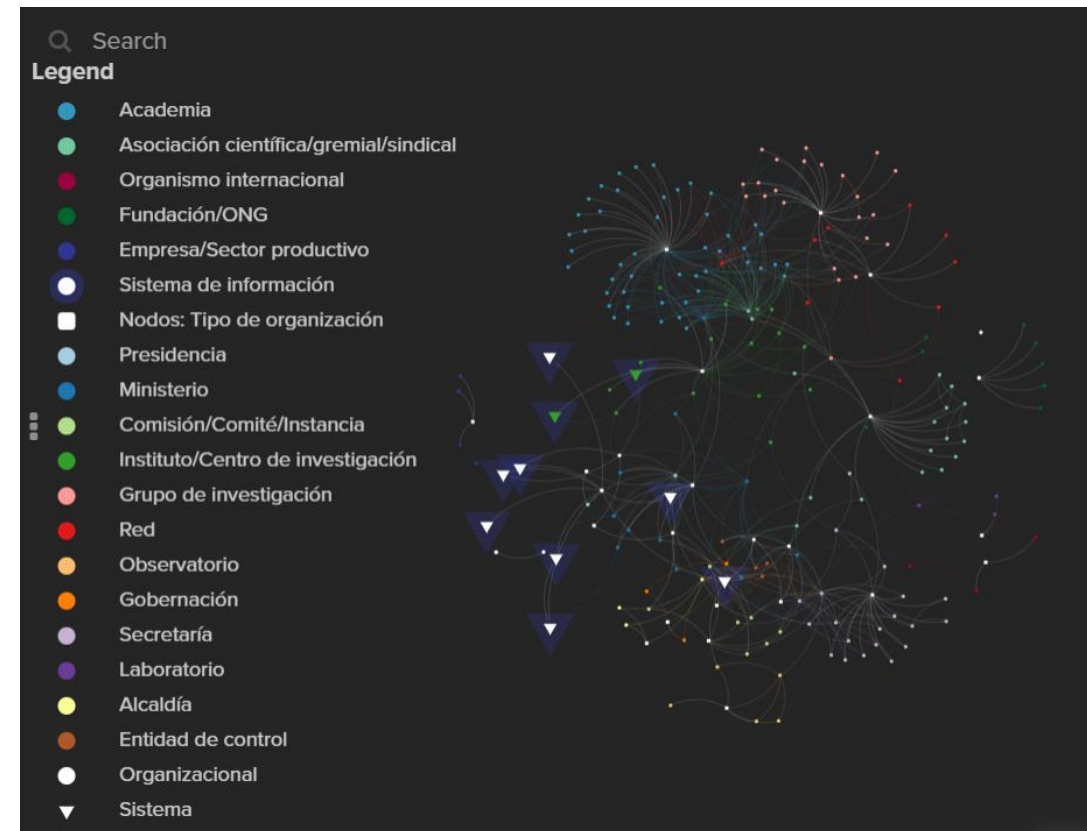 Search
Legend
Academia
Asociación científica/gremial/sindical
Organismo internacional
Fundación/ONG
Empresa/Sector productivo
Sistema de información
Nodos: Tipo de organización
Presidencia
Ministerio
Comisión/Comité/Instancia
Instituto/Centro de investigación
Grupo de investigación
Red
Observatorio
Gobernación
Secretaría
Laboratorio
Alcaldía
Entidad de control
Organizacional
Sistema